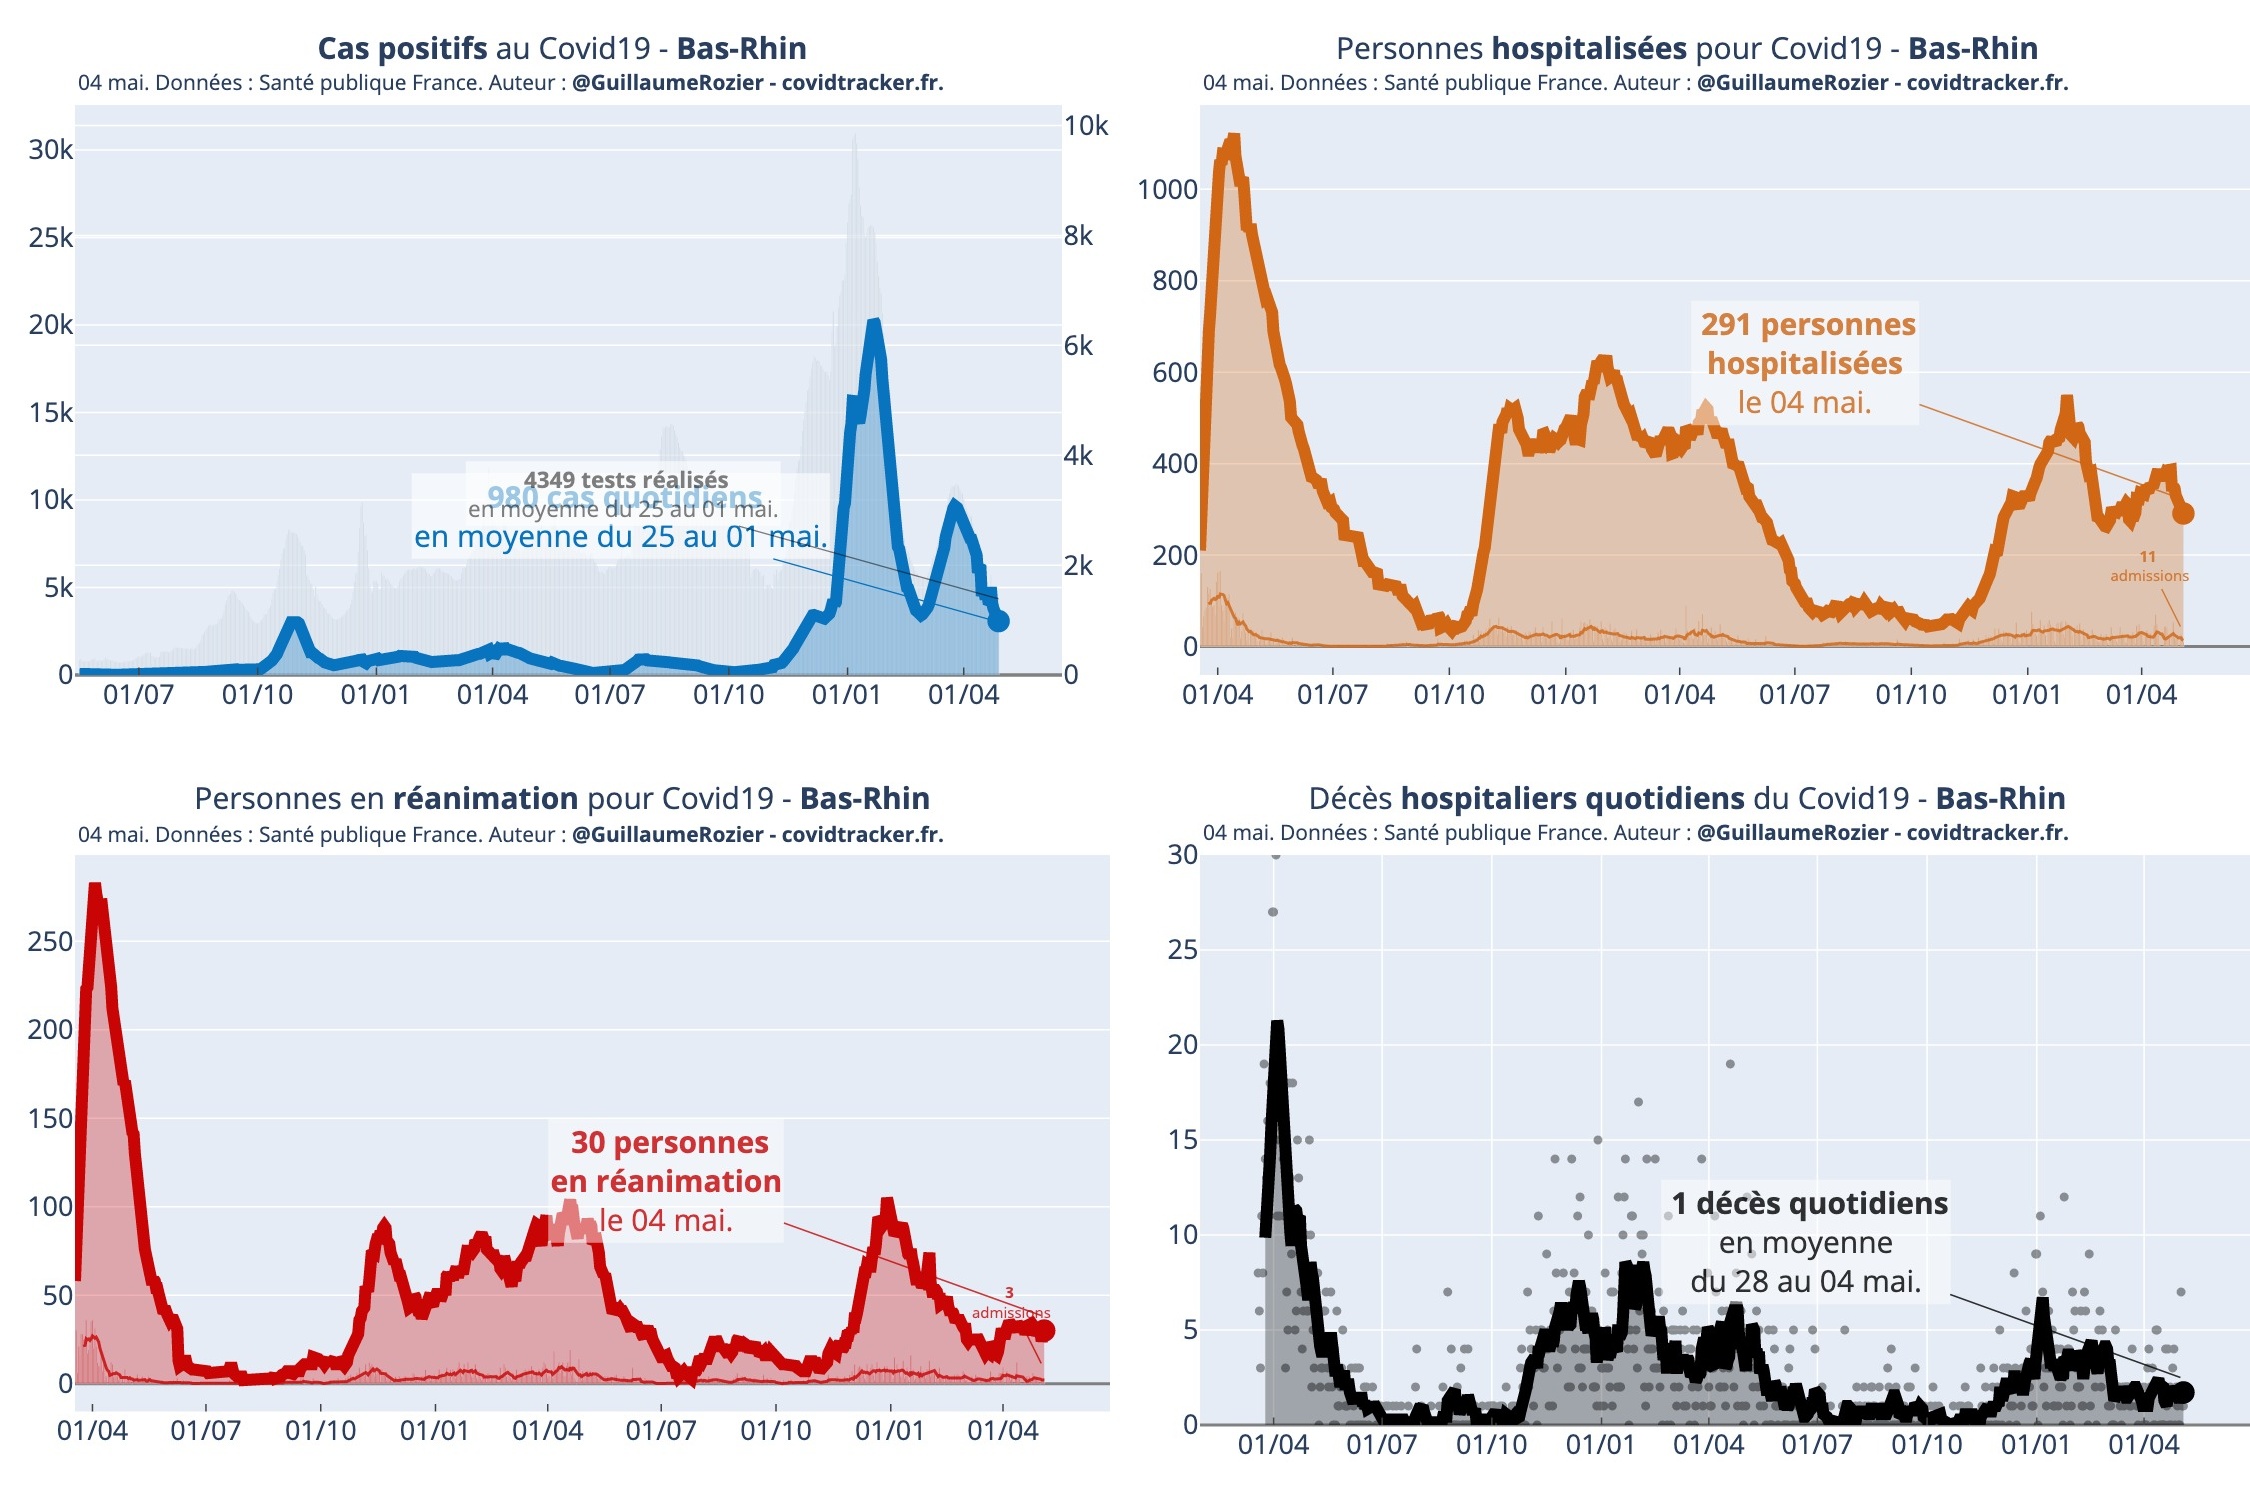 Cas positifs au Covid19 - Bas-Rhin
04 mai. Données : Santé publique France. Auteur : @GuillaumeRozier - covidtracker.fr.
30k
25k
20k
15k
10k
5k
0
10k
8k
6k
4k
2k
0
4349 tests réalisés
en moyenne du 25 au 01 mai.
980 cas quotidiens
en moyenne du 25 au 01 mai.
01/07 01/10 01/01 01/04 01/07 01/10 01/01 01/04
Personnes hospitalisées pour Covid19 - Bas-Rhin
04 mai. Données : Santé publique France. Auteur : @GuillaumeRozier - covidtracker.fr.
1000
800
600
400
200
0
291 personnes
hospitalisées
le 04 mai.
11
admissions
01/04 01/07 01/10 01/01 01/04 01/07 01/10 01/01 01/04
Personnes en réanimation pour Covid19 - Bas-Rhin
04 mai. Données : Santé publique France. Auteur : @GuillaumeRozier - covidtracker.fr.
250
200
150
100
50
0
30 personnes
en réanimation
le 04 mai.
3
admissions
01/04 01/07 01/10 01/01 01/04 01/07 01/10 01/01 01/04
Décès hospitaliers quotidiens du Covid19 - Bas-Rhin
04 mai. Données : Santé publique France. Auteur : @GuillaumeRozier - covidtracker.fr.
30
25
20
15
10
5
0
1 décès quotidiens
en moyenne
du 28 au 04 mai.
01/04 01/07 01/10 01/01 01/04 01/07 01/10 01/01 01/04